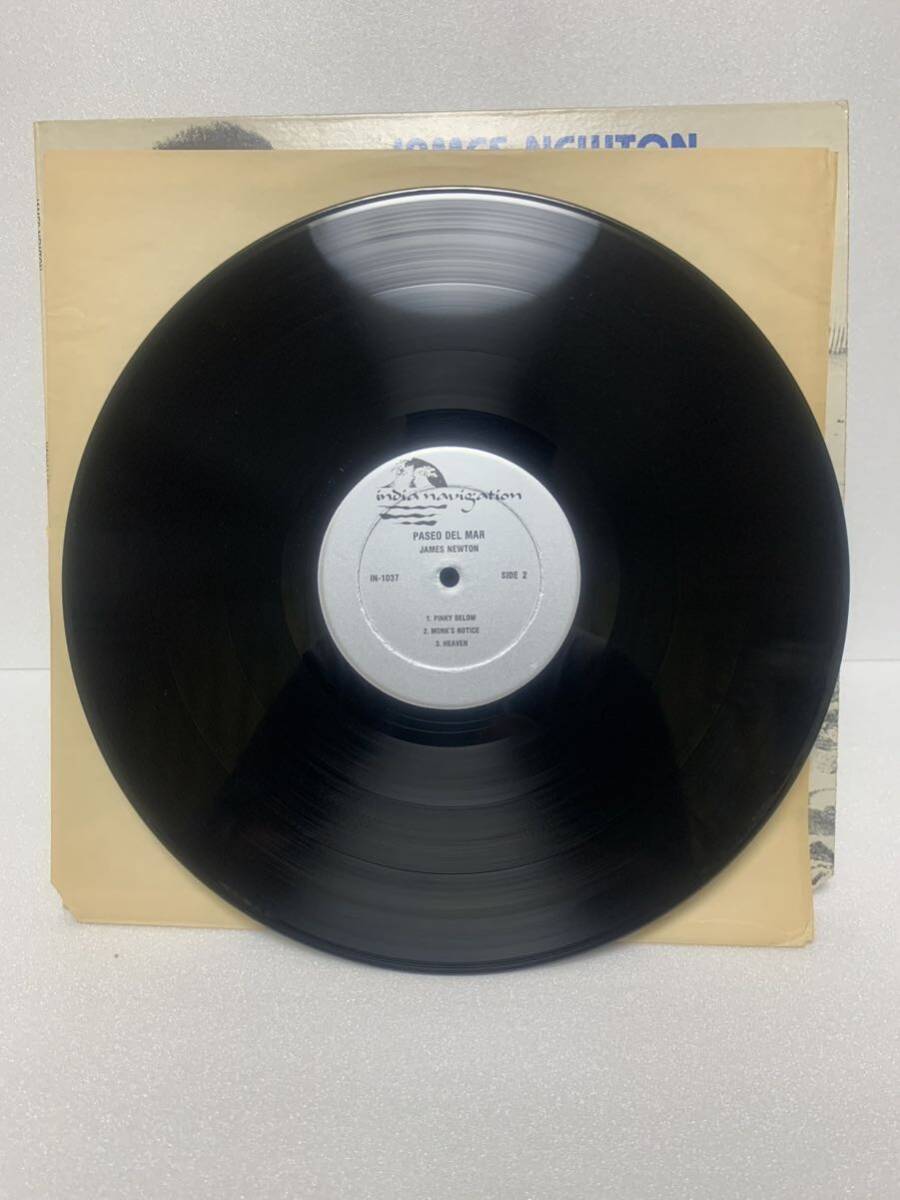 JAMES NEWTON
india navigation
PASEO DEL MAR
JAMES NEWTON
IN-1037 SIDE 2
1. PINKY BELOW
2. MONK'S NOTICE
3. HEAVEN